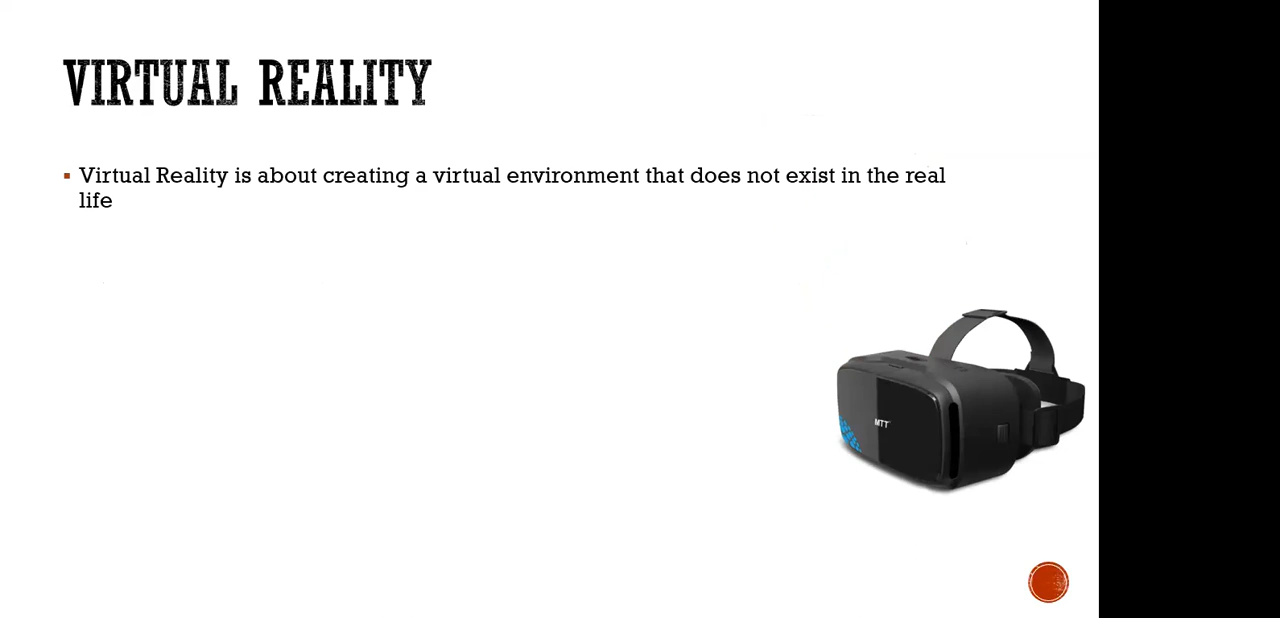 VIRTUAL REALITY
Virtual Reality is about creating a virtual environment that does not exist in the real
life
MTT